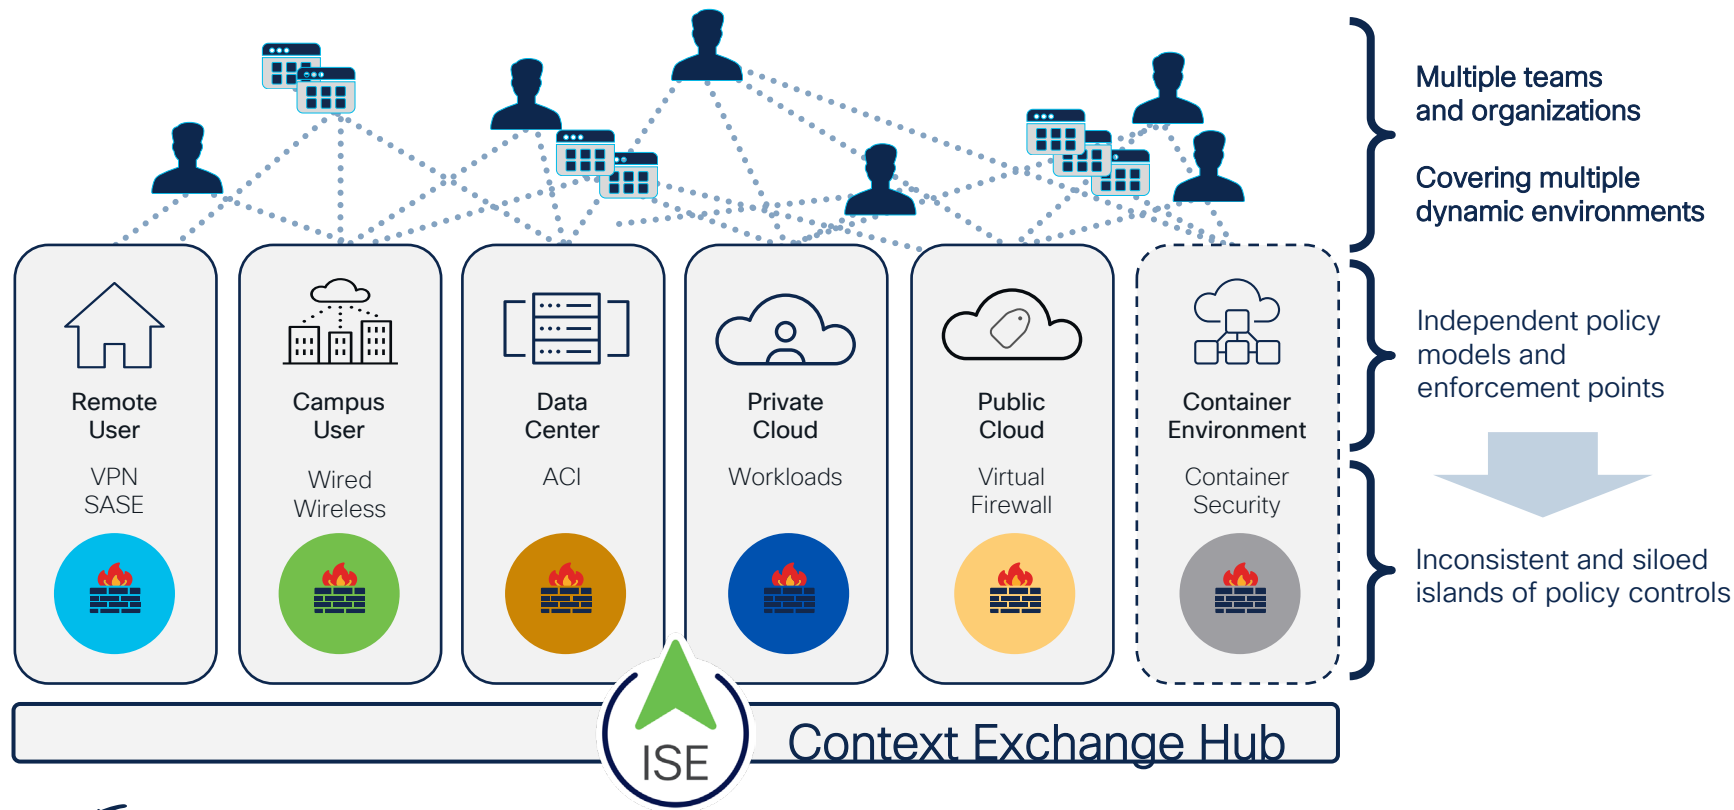 Multiple teams
and organizations
Covering multiple
dynamic environments
Remote
User
VPN
SASE
Campus
User
Wired
Wireless
Data
Center
ACI
Private
Cloud
Workloads
Public
Cloud
Virtual
Firewall
Container
Environment
Container
Security
Independent policy
models and
enforcement points
Inconsistent and siloed
islands of policy controls
ISE
Context Exchange Hub